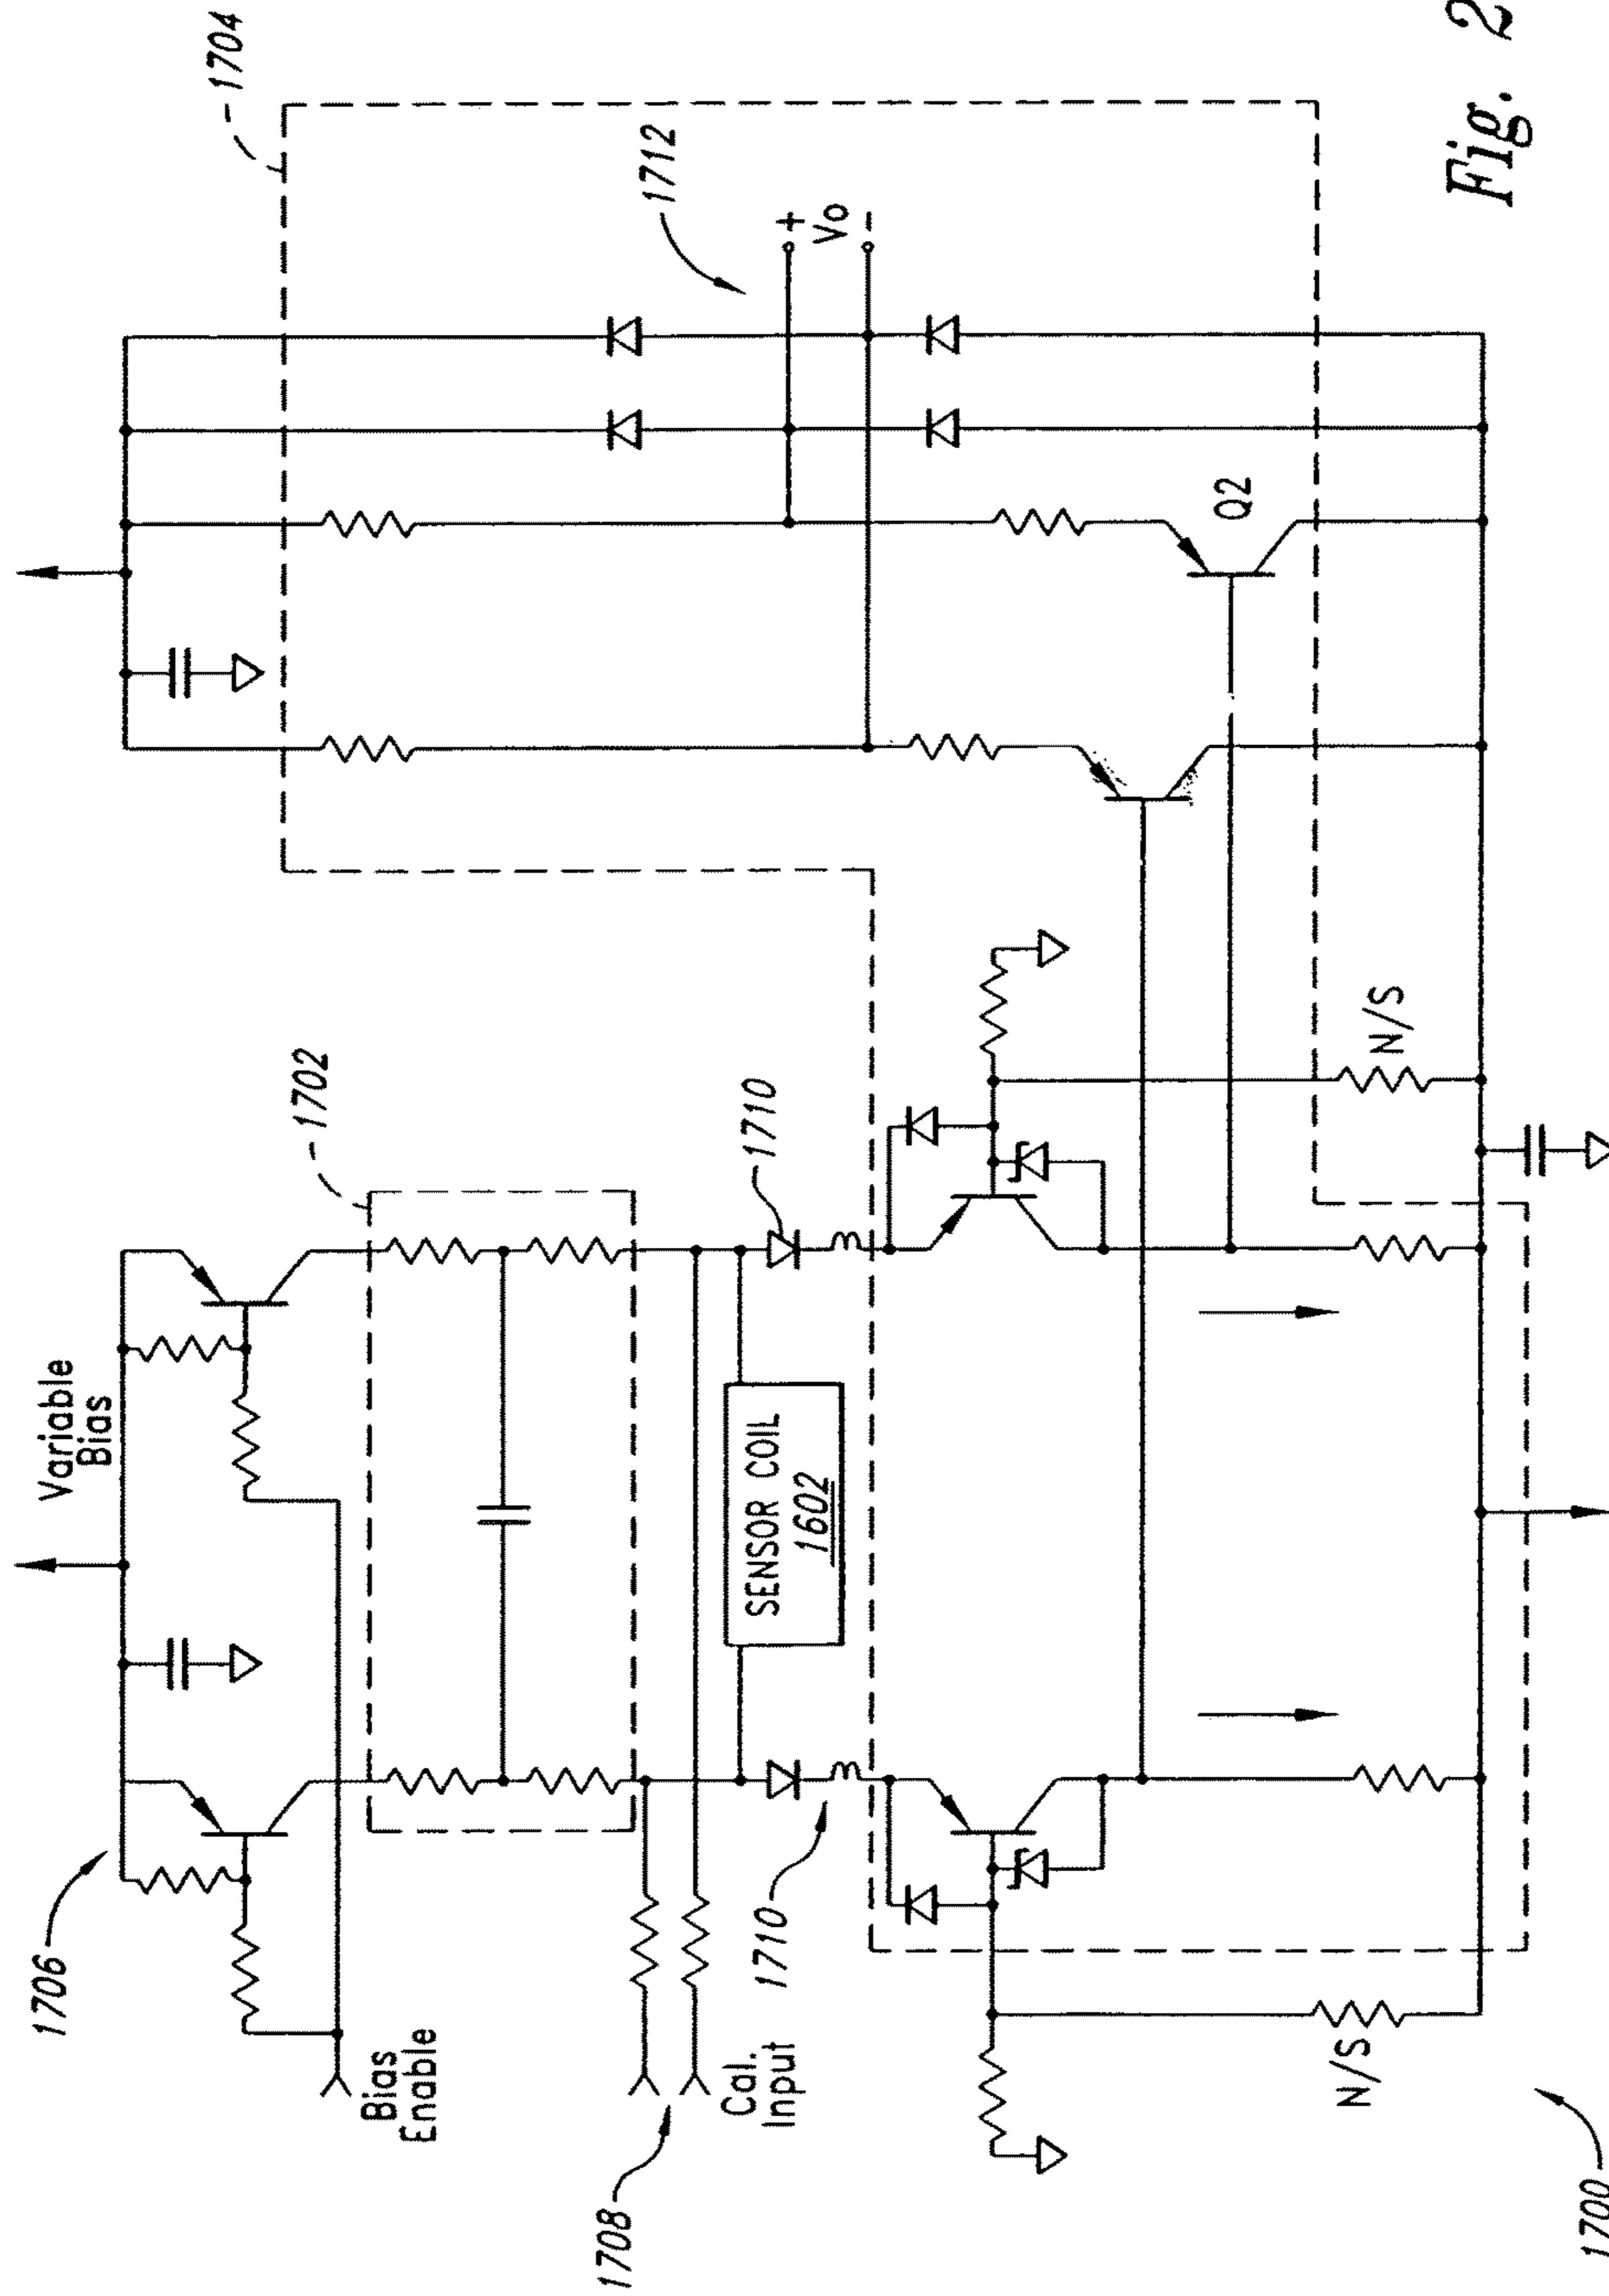 1706
Variable
Bias
1702
1704
Bias
Enable
1708
Cal.
Input
1710
SENSOR COIL
1602
1710
1712
+
Vo
-
Q2
N/S
N/S
1700
Fig. 2